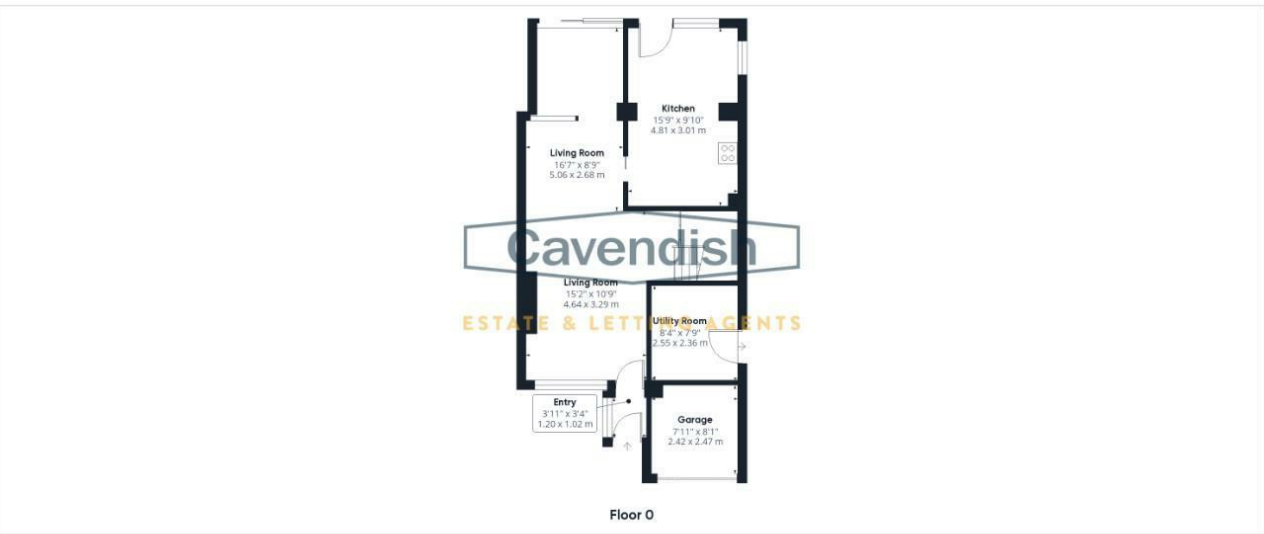 Kitchen
15'9" x 9'10"
4.81 x 3.01 m
Living Room
16'7" x 8'9"
5.06 x 2.68 m
Cavendish
Living Room
15'2" x 10'9"
4.64 x 3.29 m
ESTATE & LETTING AGENTS
Utility Room
8'4" x 7'9"
2.55 x 2.36 m
Entry
3'11" x 3'4"
1.20 x 1.02 m
Garage
7'11" x 8'1"
2.42 x 2.47 m
Floor 0